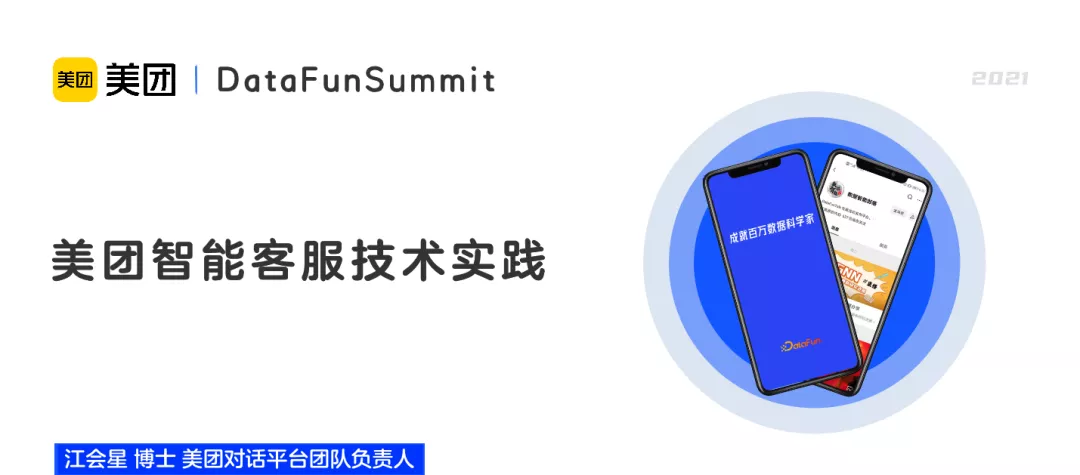 美团 美团 | DataFunSummit
2021
美团智能客服技术实践
成就百万数据科学家
DataFun
江会星 博士 美团对话平台团队负责人